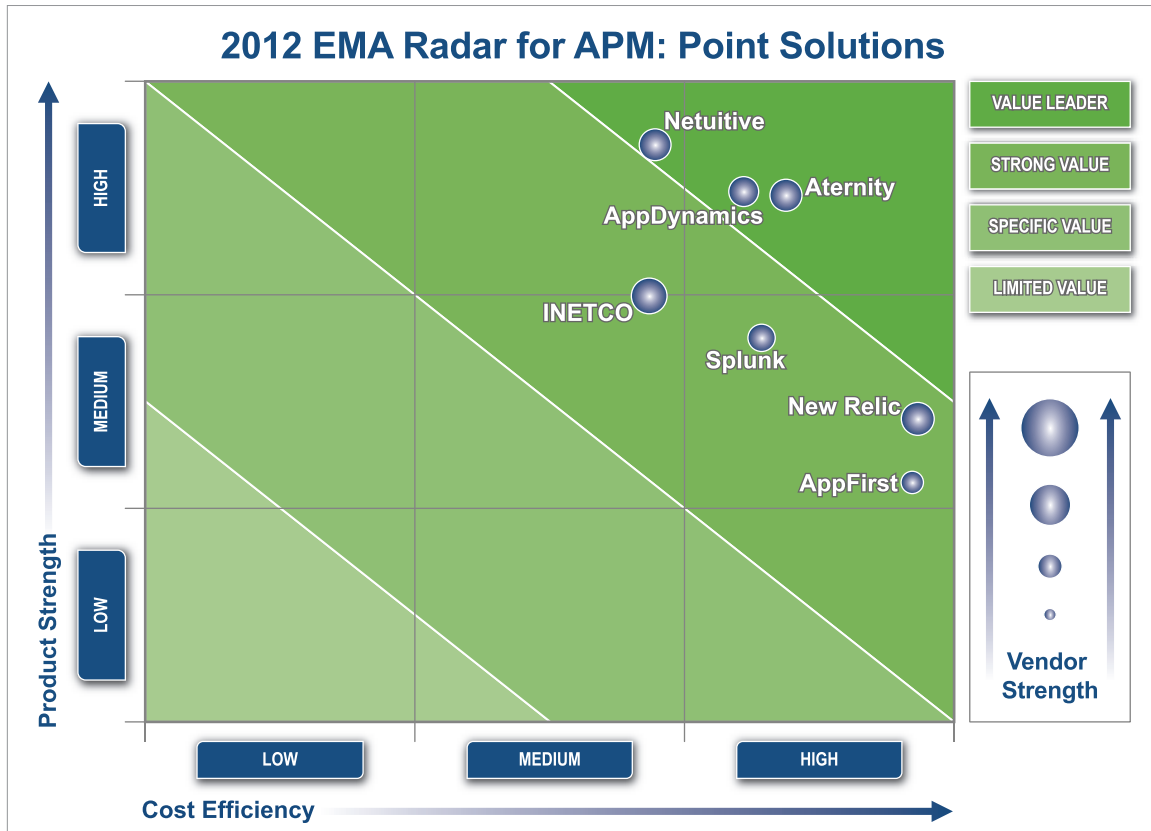 2012 EMA Radar for APM: Point Solutions
VALUE LEADER
STRONG VALUE
SPECIFIC VALUE
LIMITED VALUE
Netuitive
Aternity
AppDynamics
INETCO
Splunk
New Relic
AppFirst
HIGH
MEDIUM
LOW
Product Strength
Vendor
Strength
LOW
MEDIUM
HIGH
Cost Efficiency